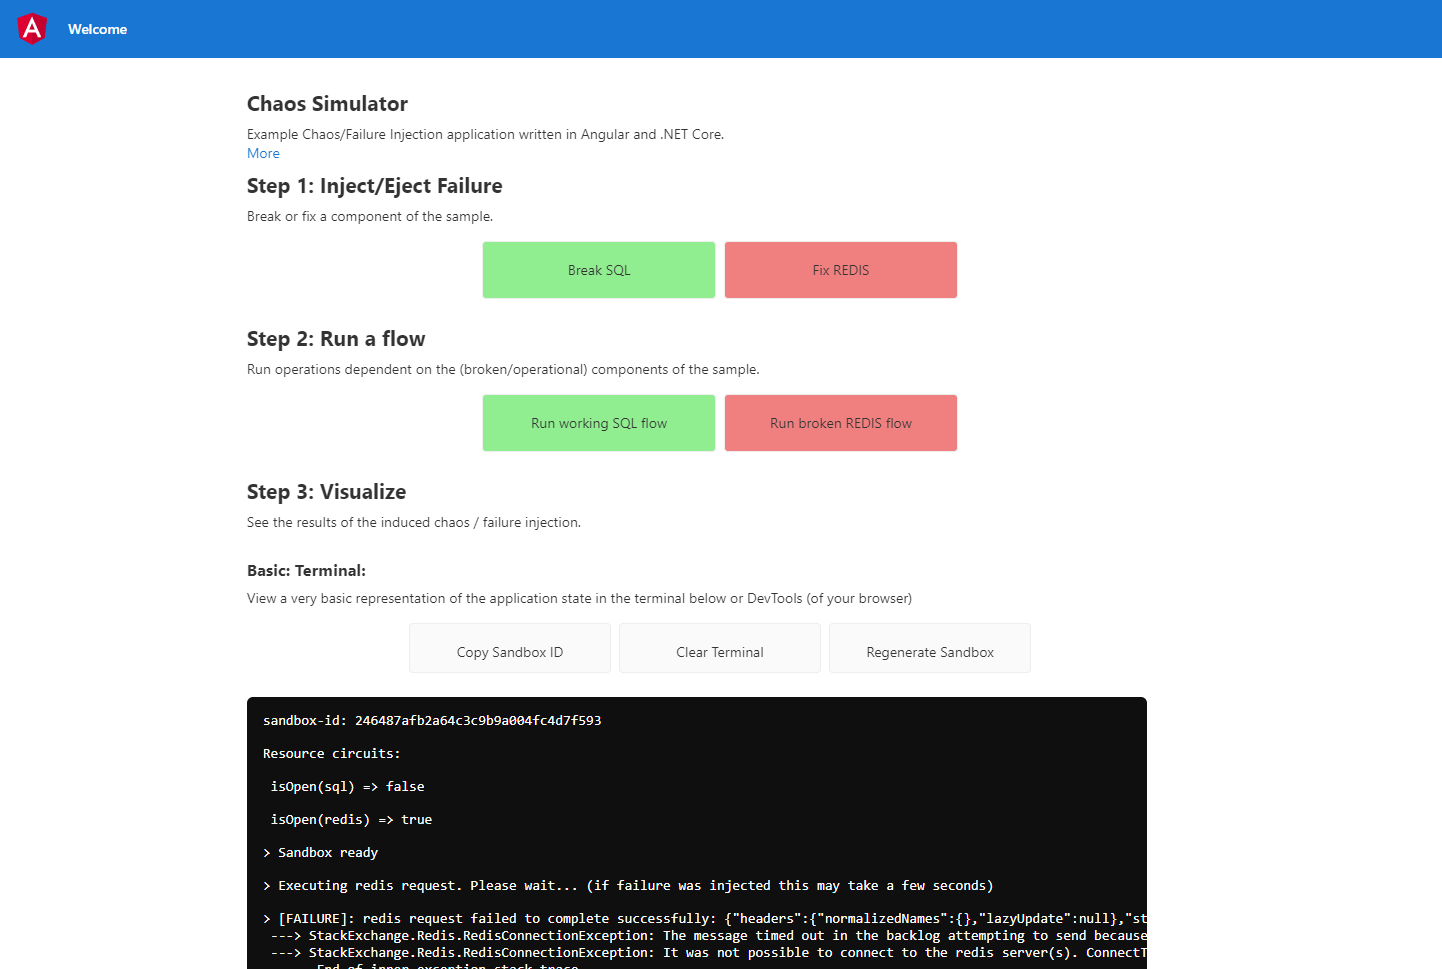 Welcome
Chaos Simulator
Example Chaos/Failure Injection application written in Angular and .NET Core.
More
Step 1: Inject/Eject Failure
Break or fix a component of the sample.
Break SQL Fix REDIS
Step 2: Run a flow
Run operations dependent on the (broken/operational) components of the sample.
Run working SQL flow Run broken REDIS flow
Step 3: Visualize
See the results of the induced chaos / failure injection.
Basic: Terminal:
View a very basic representation of the application state in the terminal below or DevTools (of your browser)
Copy Sandbox ID Clear Terminal Regenerate Sandbox
sandbox-id: 246487afb2a64c3c9b9a004fc4d7f593
Resource circuits:
isOpen(sql) => false
isOpen(redis) => true
> Sandbox ready
> Executing redis request. Please wait... (if failure was injected this may take a few seconds)
> [FAILURE]: redis request failed to complete successfully: {"headers":{"normalizedNames":{},"lazyUpdate":null},"st
---> StackExchange.Redis.RedisConnectionException: The message timed out in the backlog attempting to send because
---> StackExchange.Redis.RedisConnectionException: It was not possible to connect to the redis server(s). ConnectT
End of inner exception stack trace